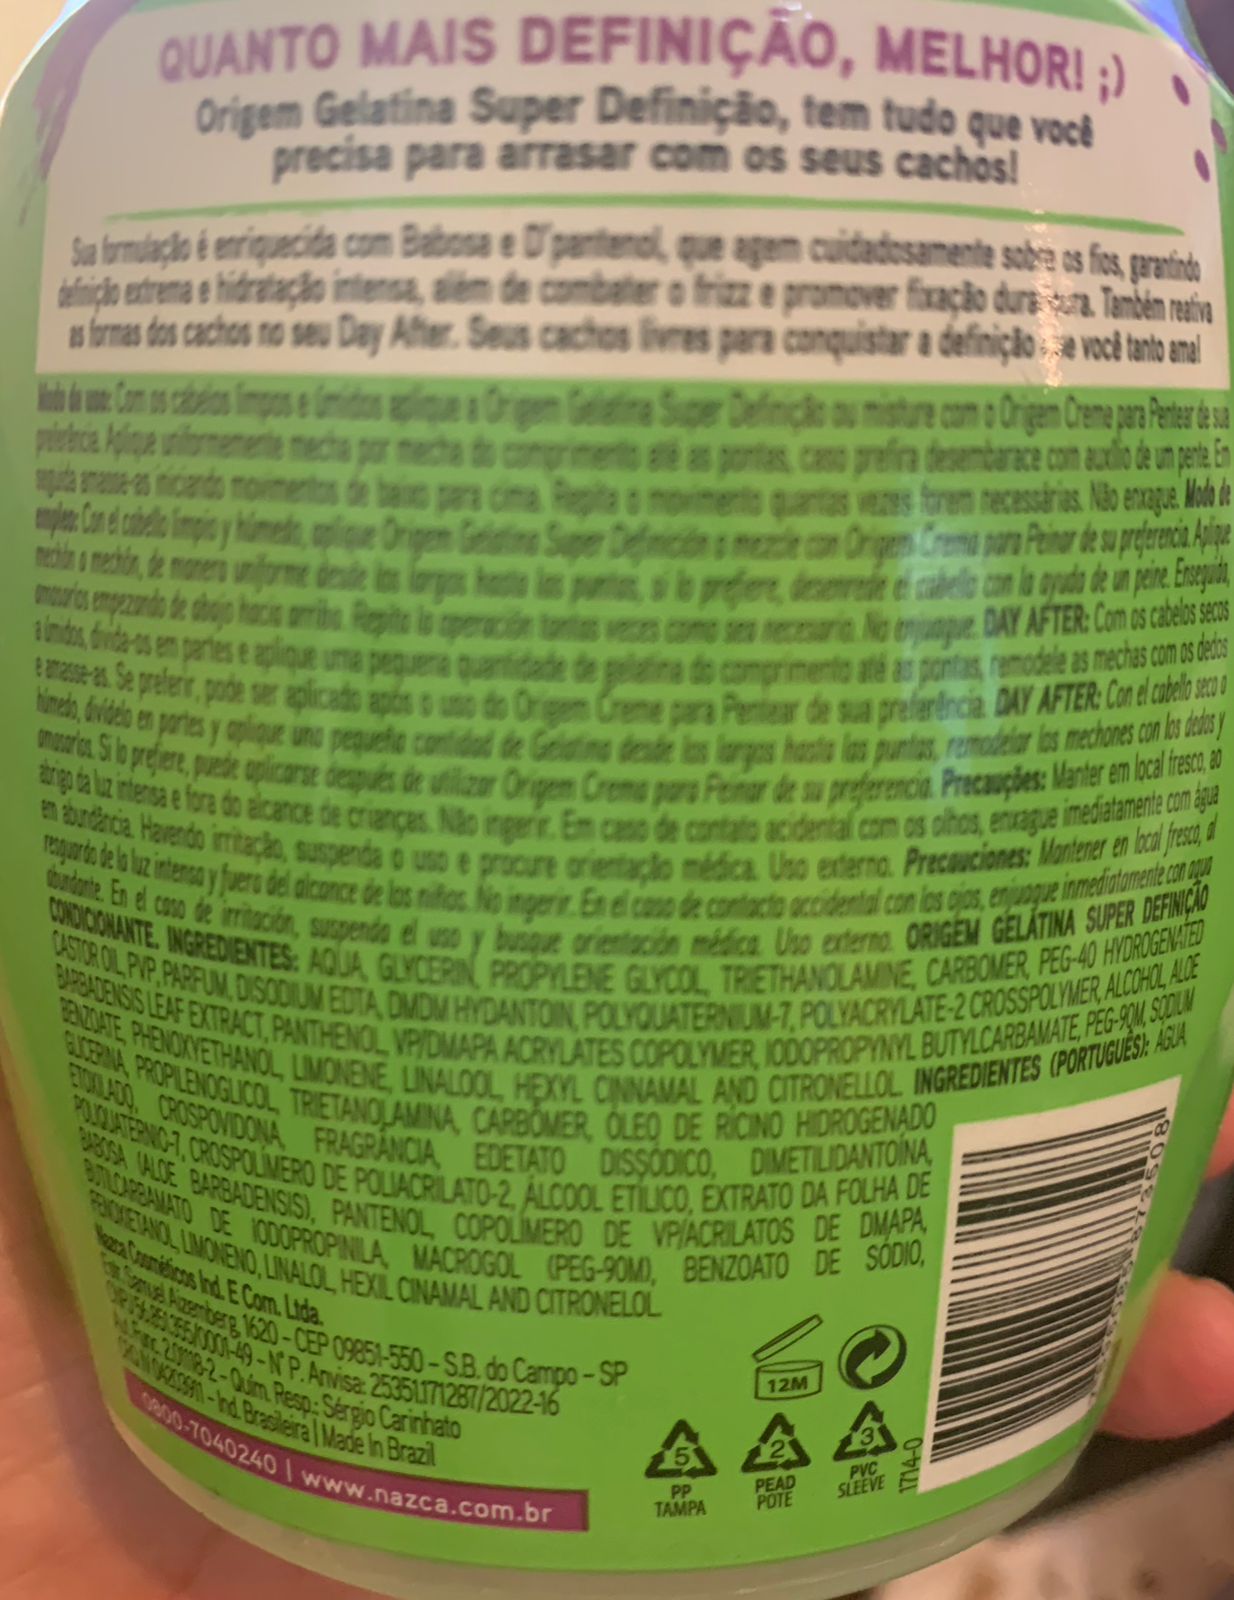 QUANTO MAIS DEFINIÇÃO, MELHOR! ;)
Origem Gelatina Super Definição, tem tudo que você
precisa para arrasar com os seus cachos!
Sua formulação é enriquecida com Babosa e D'pantenol, que agem cuidadosamente sobre os fios, garantindo
definição extrema e hidratação intensa, além de combater o frizz e promover fixação duradoura. Também reativa
as formas dos cachos no seu Day After. Seus cachos livres para conquistar a definição que você tanto ama!
Modo de uso: Com os cabelos limpos e úmidos aplique a Origem Gelatina Super Definição ou misture com o Origem Creme para Pentear de sua
preferência. Aplique uniformemente mecha por mecha do comprimento até as pontas, caso prefira desembarace com auxílio de um pente. Em
seguida amasse-as iniciando movimentos de baixo para cima. Repita o movimento quantas vezes forem necessárias. Não enxague. Modo de
empleo: Con el cabello limpio y húmedo, aplique Origem Gelatina Super Definición o mezcle con Origem Crema para Peinar de su preferencia. Aplique
mechón a mechón, de manera uniforme desde los largos hasta las puntas, si lo prefiere, desenrede el cabello con la ayuda de un peine. Enseguida,
amasarlos empezando de abajo hacia arriba. Repita la operación tantas veces como sea necesario. No enjuague. DAY AFTER: Com os cabelos secos
a úmidos, divida-os em partes e aplique uma pequena quantidade de gelatina do comprimento até as pontas, remodele as mechas com os dedos
e amasse-as. Se preferir, pode ser aplicado após o uso do Origem Creme para Pentear de sua preferência. DAY AFTER: Con el cabello seco o
húmedo, divídelo en partes y aplique una pequeña cantidad de Gelatina desde los largos hasta las puntas, remodelar los mechones con los dedos y
amasarlos. Si lo prefiere, puede aplicarse después de utilizar Origem Crema para Peinar de su preferencia. Precauções: Manter em local fresco, ao
abrigo da luz intensa e fora do alcance de crianças. Não ingerir. Em caso de contato acidental com os olhos, enxague imediatamente com água
em abundância. Havendo irritação, suspenda o uso e procure orientação médica. Uso externo. Precauciones: Mantener en local fresco, al
resguardo de la luz intensa y fuera del alcance de los niños. No ingerir. En el caso de contacto accidental con los ojos, enjuague inmediatamente con agua
abundante. En el caso de irritación, suspenda el uso y busque orientación médica. Uso externo. ORIGEM GELATINA SUPER DEFINIÇÃO
CONDICIONANTE. INGREDIENTES: AQUA, GLYCERIN, PROPYLENE GLYCOL, TRIETHANOLAMINE, CARBOMER, PEG-40 HYDROGENATED
CASTOR OIL, PVP, PARFUM, DISODIUM EDTA, DMDM HYDANTOIN, POLYQUATERNIUM-7, POLYACRYLATE-2 CROSSPOLYMER, ALCOHOL, ALOE
BARBADENSIS LEAF EXTRACT, PANTHENOL, VP/DMAPA ACRYLATES COPOLYMER, IODOPROPYNYL BUTYLCARBAMATE, PEG-90M, SODIUM
BENZOATE, PHENOXYETHANOL, LIMONENE, LINALOOL, HEXYL CINNAMAL AND CITRONELLOL. INGREDIENTES (PORTUGUÊS): ÁGUA,
GLICERINA, PROPILENOGLICOL, TRIETANOLAMINA, CARBÔMER, ÓLEO DE RÍCINO HIDROGENADO
ETOXILADO, CROSPOVIDONA, FRAGRÂNCIA, EDETATO DISSÓDICO, DIMETILIDANTOÍNA,
POLIQUATERNIO-7, CROSPOLÍMERO DE POLIACRILATO-2, ÁLCOOL ETÍLICO, EXTRATO DA FOLHA DE
BABOSA (ALOE BARBADENSIS), PANTENOL, COPOLÍMERO DE VP/ACRILATOS DE DMAPA,
BUTILCARBAMATO DE IODOPROPINILA, MACROGOL (PEG-90M), BENZOATO DE SÓDIO,
FENOXIETANOL, LIMONENO, LINALOL, HEXIL CINAMAL AND CITRONELOL.
Nazca Cosméticos Ind. E Com. Ltda.
Estr. Samuel Aizemberg, 1620 - CEP 09851-550 - S.B. do Campo - SP
CNPJ 56.851.355/0001-49 - Nº P. Anvisa: 25351.171287/2022-16
Aut. Func. 2.01118-2 - Quím. Resp.: Sérgio Carinhato
CRQ IV 04203911 - Ind. Brasileira | Made In Brazil
0800-7040240 | www.nazca.com.br
12M
5
PP
TAMPA
2
PEAD
POTE
3
PVC
SLEEVE
11714-0